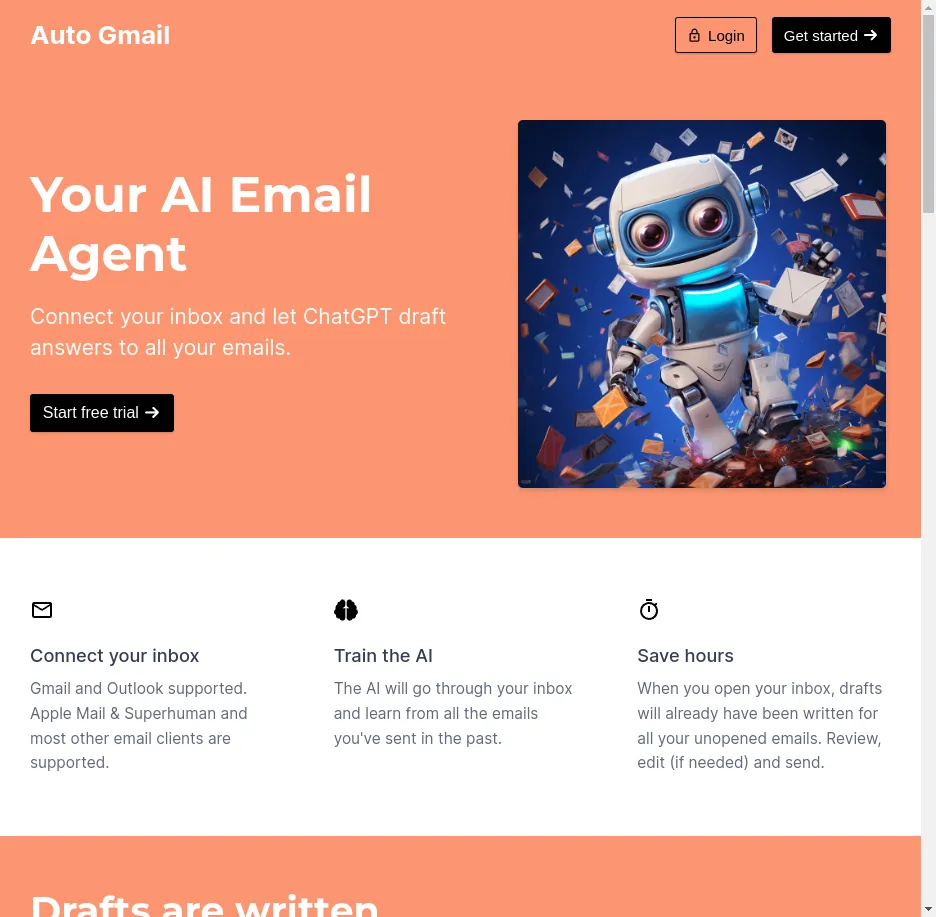 Auto Gmail
Login
Get started
Your AI Email
Agent
Connect your inbox and let ChatGPT draft
answers to all your emails.
Start free trial
Connect your inbox
Gmail and Outlook supported.
Apple Mail & Superhuman and
most other email clients are
supported.
Train the AI
The AI will go through your inbox
and learn from all the emails
you've sent in the past.
Save hours
When you open your inbox, drafts
will already have been written for
all your unopened emails. Review,
edit (if needed) and send.
Drafts are written